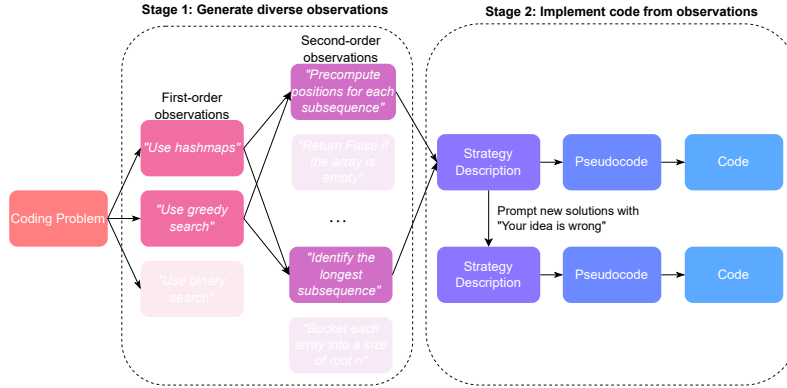 Stage 1: Generate diverse observations
Stage 2: Implement code from observations
Second-order
observations
First-order
observations
"Precompute
positions for each
subsequence"
"Use hashmaps"
"Return False if
the array is
empty"
Coding Problem
"Use greedy
search"
...
"Use binary
search"
"Identify the
longest
subsequence"
"Bucket each
array into a size
of root n"
Strategy
Description
Pseudocode
Code
Prompt new solutions with
"Your idea is wrong"
Strategy
Description
Pseudocode
Code